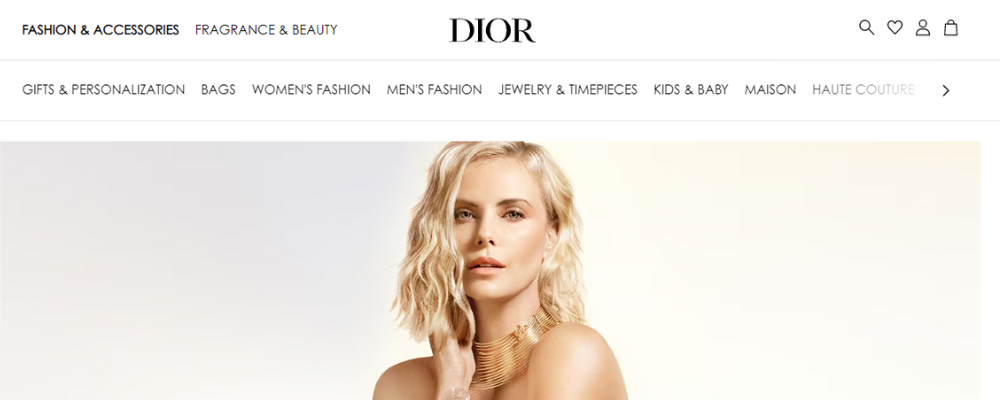 FASHION & ACCESSORIES FRAGRANCE & BEAUTY DIOR
GIFTS & PERSONALIZATION BAGS WOMEN'S FASHION MEN'S FASHION JEWELRY & TIMEPIECES KIDS & BABY MAISON HAUTE COUTURE